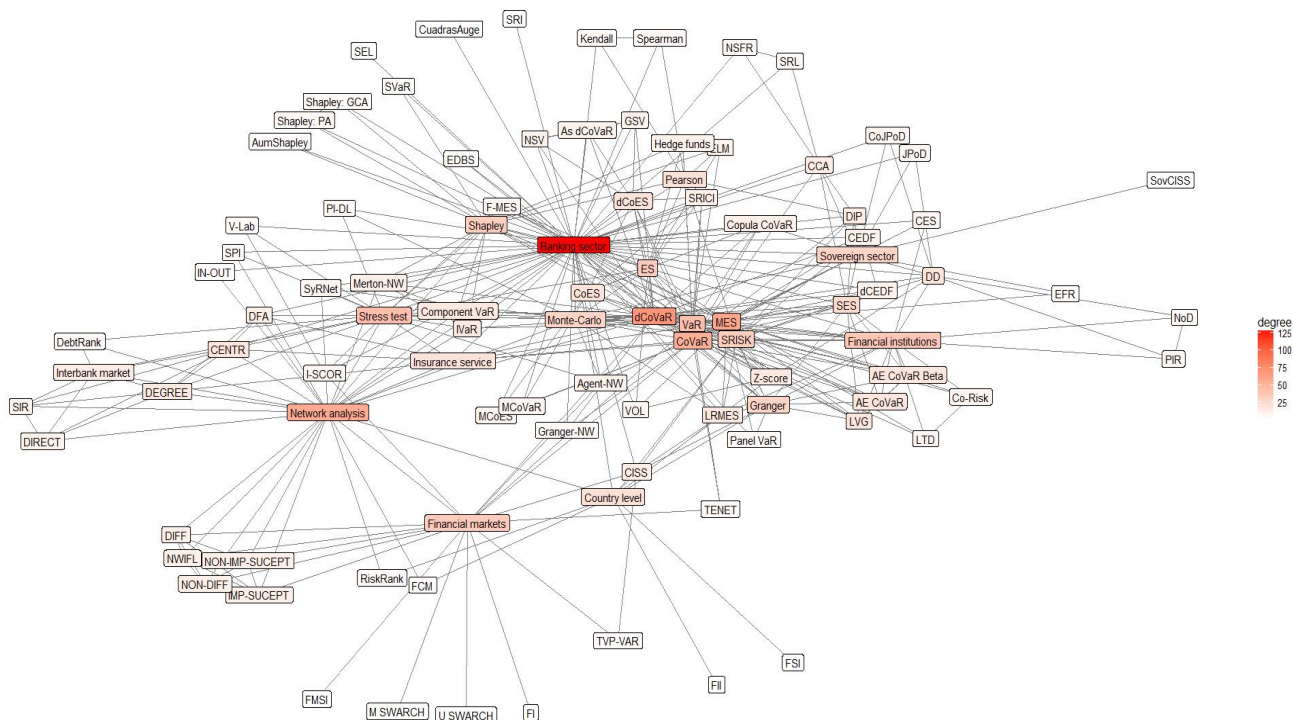 SRI
CuadrasAuge
Kendall
Spearman
NSFR
SRL
SEL
SVaR
Shapley: GCA
Shapley: PA
AumShapley
GSV
As dCoVaR
NSV
Hedge funds
ELM
CoJPoD
JPoD
EDBS
CCA
Pearson
SovCISS
dCoES
SRICI
F-MES
PI-DL
Shapley
V-Lab
Copula CoVaR
DIP
CES
CEDF
Banking sector
SPI
Sovereign sector
IN-OUT
ES
DD
Merton-NW
SyRNet
CoES
dCEDF
EFR
SES
Component VaR
DFA
Stress test
Monte-Carlo
dCoVaR
VaR
MES
NoD
degree
125
100
75
50
25
IVaR
DebtRank
CoVaR
SRISK
Financial institutions
CENTR
Insurance service
PIR
Interbank market
I-SCOR
Z-score
AE CoVaR Beta
Agent-NW
DEGREE
Co-Risk
SIR
Network analysis
MCoVaR
MCoES
VOL
LRMES
Granger
AE CoVaR
LVG
DIRECT
Granger-NW
Panel VaR
LTD
CISS
Country level
TENET
Financial markets
DIFF
NWIFL
NON-IMP-SUCEPT
RiskRank
FCM
NON-DIFF
IMP-SUCEPT
TVP-VAR
FSI
FII
FMSI
M SWARCH
U SWARCH
FI